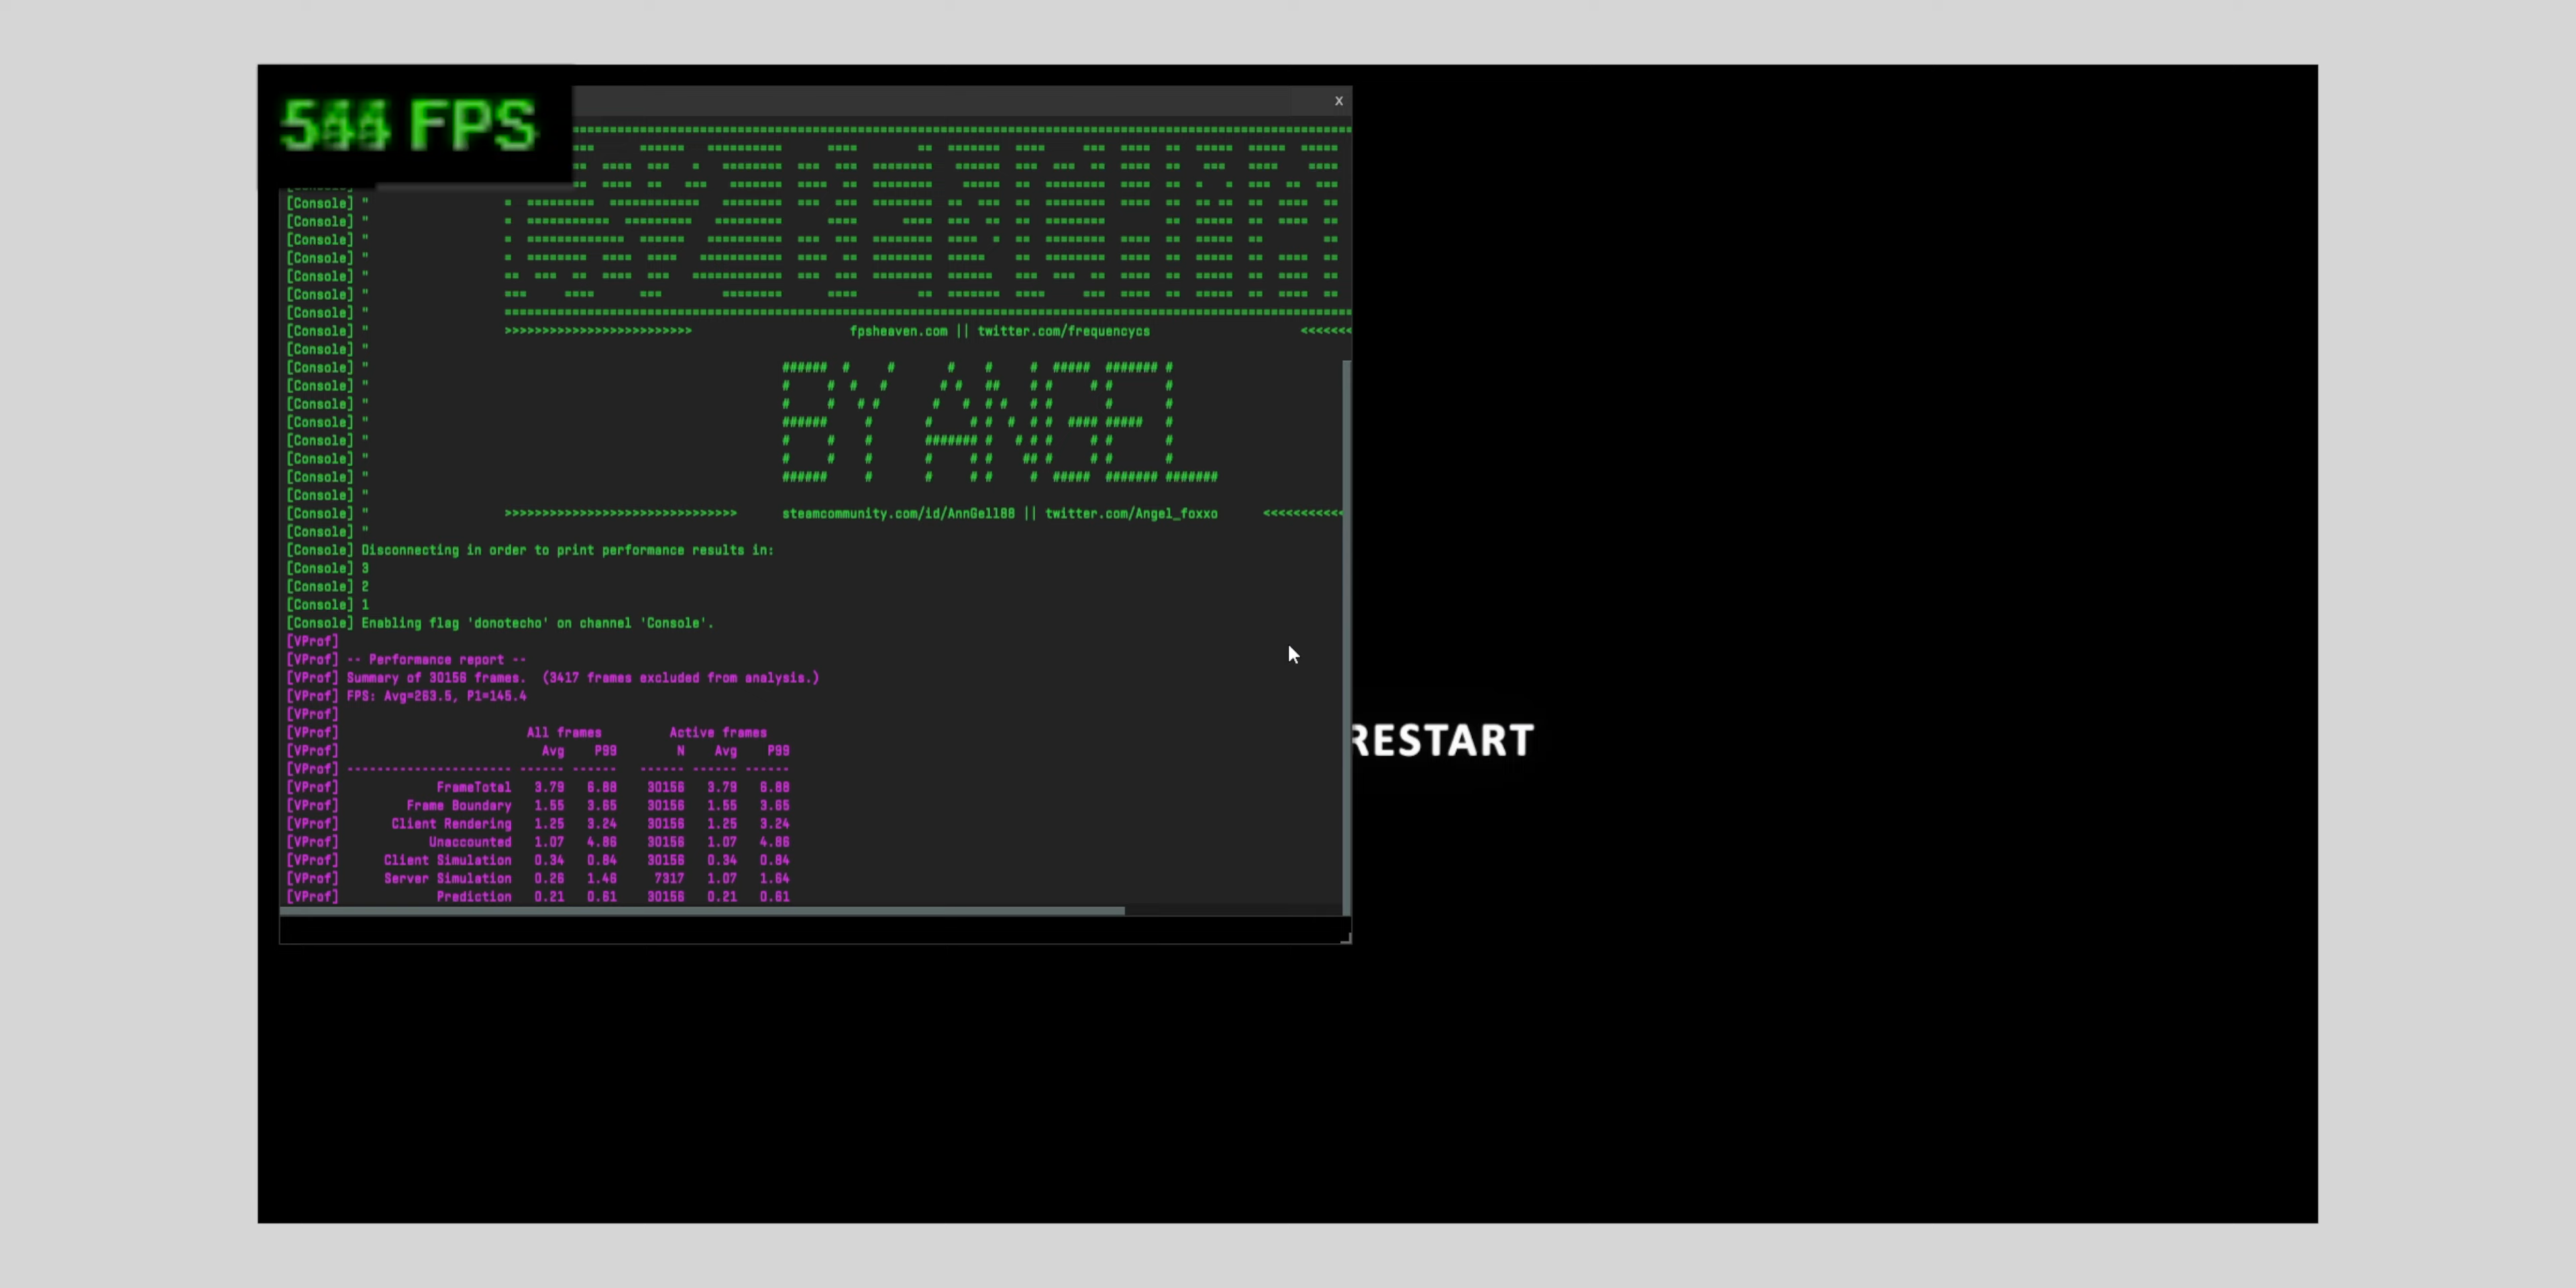 FPS
x
[Console] "
[Console] "
[Console] "
[Console] "
[Console] "
[Console] "
[Console] "
[Console] " >>>>>>>>>>>>>>>>>>>>>>>>> fpsheaven.com || twitter.com/frequencycs <<<<<<<
[Console] "
[Console] "
[Console] "
[Console] "
[Console] " BY ANGEL
[Console] "
[Console] "
[Console] "
[Console] "
[Console] " >>>>>>>>>>>>>>>>>>>>>>>>>>>>>>> steamcommunity.com/id/AnnGell88 || twitter.com/Angel_foxxo <<<<<<<<<<<
[Console] "
[Console] Disconnecting in order to print performance results in:
[Console] 3
[Console] 2
[Console] 1
[Console] Enabling flag 'donotecho' on channel 'Console'.
[VProf]
[VProf] -- Performance report --
[VProf] Summary of 30156 frames. (3417 frames excluded from analysis.)
[VProf] FPS: Avg=263.5, P1=145.4
[VProf]
[VProf] All frames Active frames
[VProf] Avg P99 N Avg P99
[VProf] ---------------------- ------ ------ ------ ------ ------
[VProf] FrameTotal 3.79 6.88 30156 3.79 6.88
[VProf] Frame Boundary 1.55 3.65 30156 1.55 3.65
[VProf] Client Rendering 1.25 3.24 30156 1.25 3.24
[VProf] Unaccounted 1.07 4.86 30156 1.07 4.86
[VProf] Client Simulation 0.34 0.84 30156 0.34 0.84
[VProf] Server Simulation 0.26 1.46 7317 1.07 1.64
[VProf] Prediction 0.21 0.61 30156 0.21 0.61
RESTART